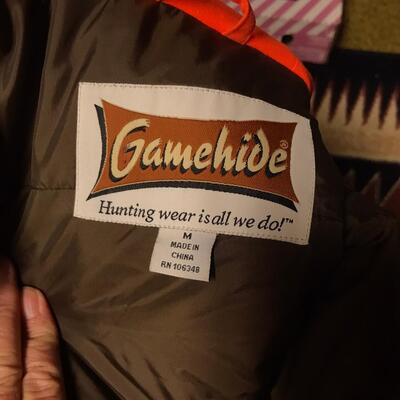 Gamehide®
Hunting wear is all we do!™
M
MADE IN
CHINA
RN 106348